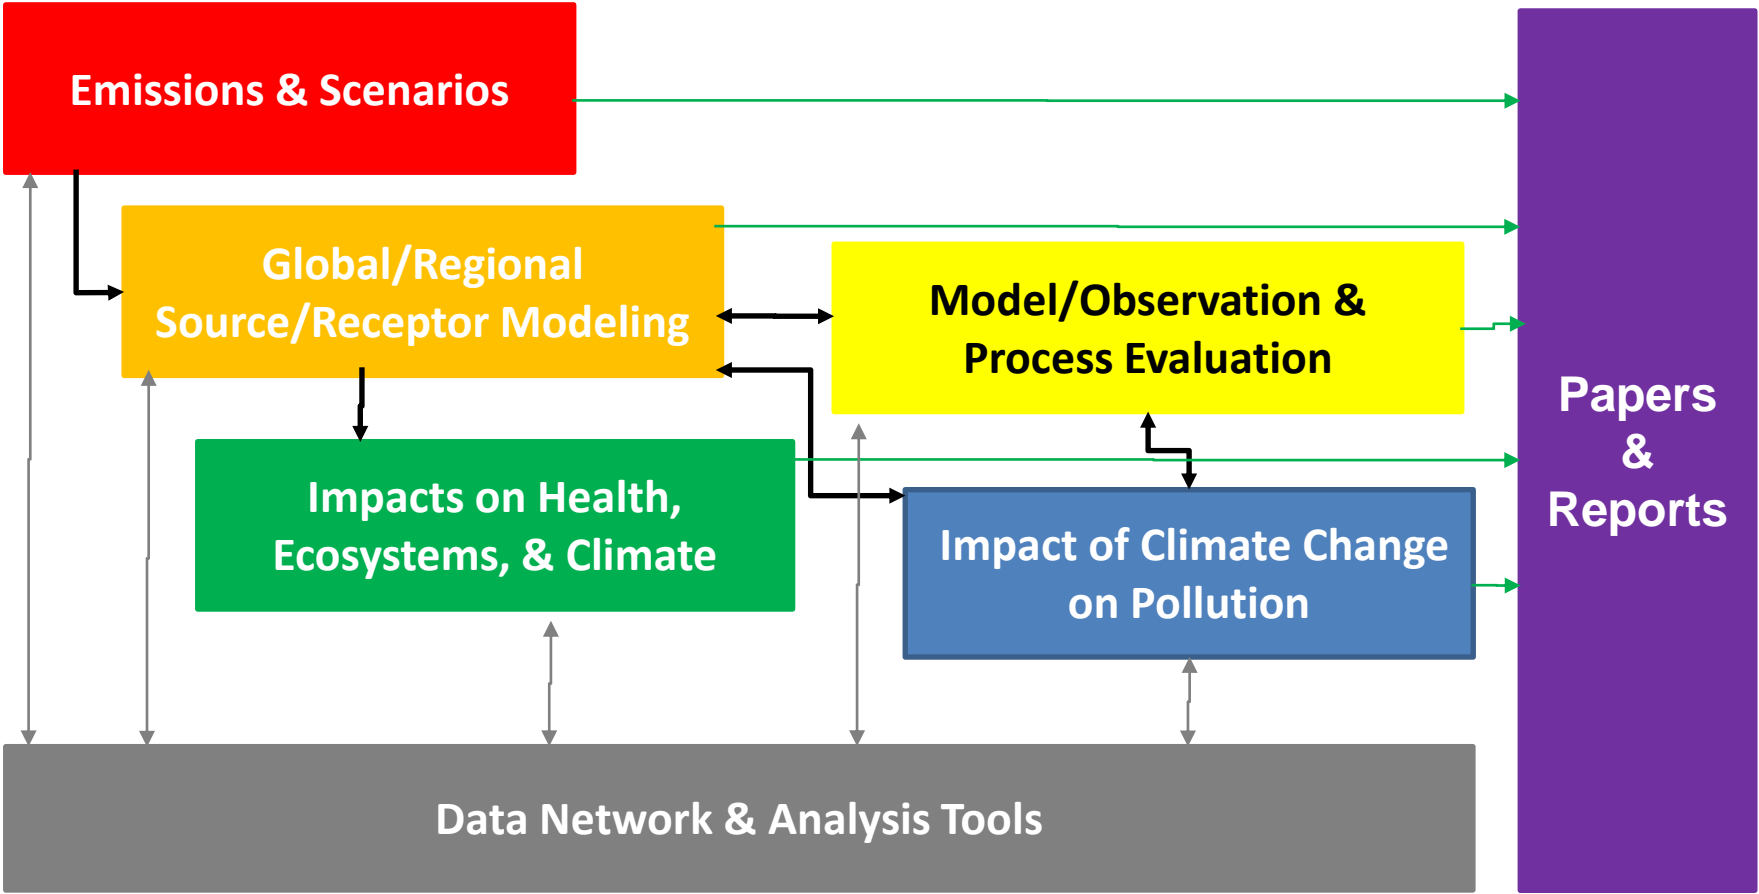 Emissions & Scenarios
Global/Regional
Source/Receptor Modeling
Model/Observation &
Process Evaluation
Impacts on Health,
Ecosystems, & Climate
Impact of Climate Change
on Pollution
Papers
&
Reports
Data Network & Analysis Tools